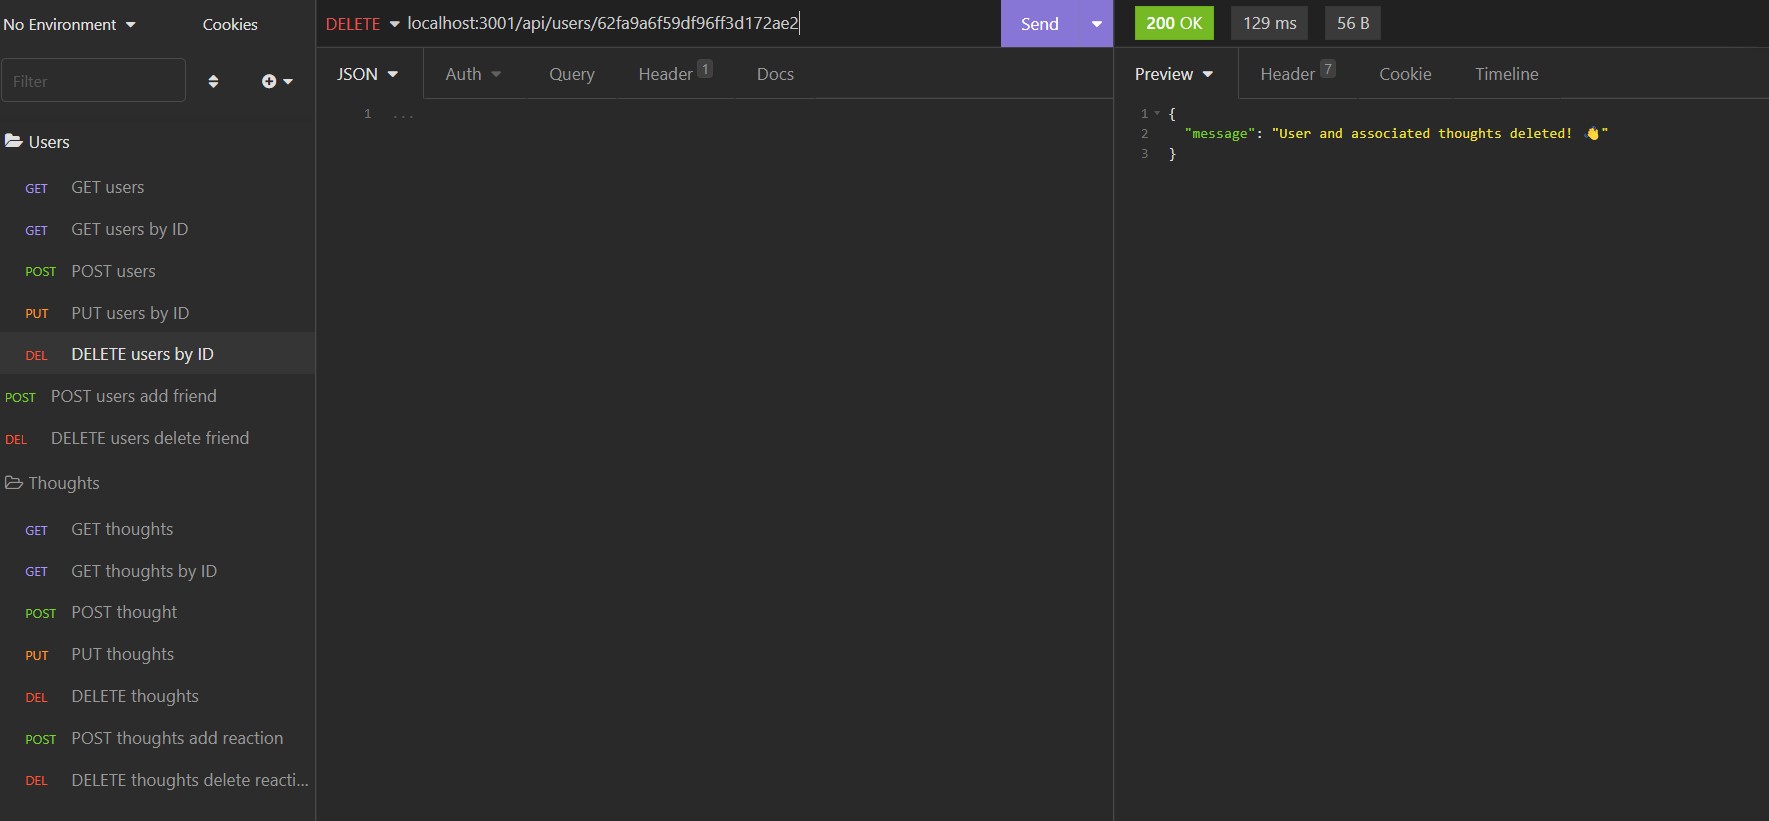 No Environment Cookies
Filter
Users
GET GET users
GET GET users by ID
POST POST users
PUT PUT users by ID
DEL DELETE users by ID
POST POST users add friend
DEL DELETE users delete friend
Thoughts
GET GET thoughts
GET GET thoughts by ID
POST POST thought
PUT PUT thoughts
DEL DELETE thoughts
POST POST thoughts add reaction
DEL DELETE thoughts delete reacti...
DELETE localhost:3001/api/users/62fa9a6f59df96ff3d172ae2 Send
JSON Auth Query Header 1 Docs
1 ...
200 OK 129 ms 56 B
Preview Header 7 Cookie Timeline
1 {
2 "message": "User and associated thoughts deleted! 👋"
3 }